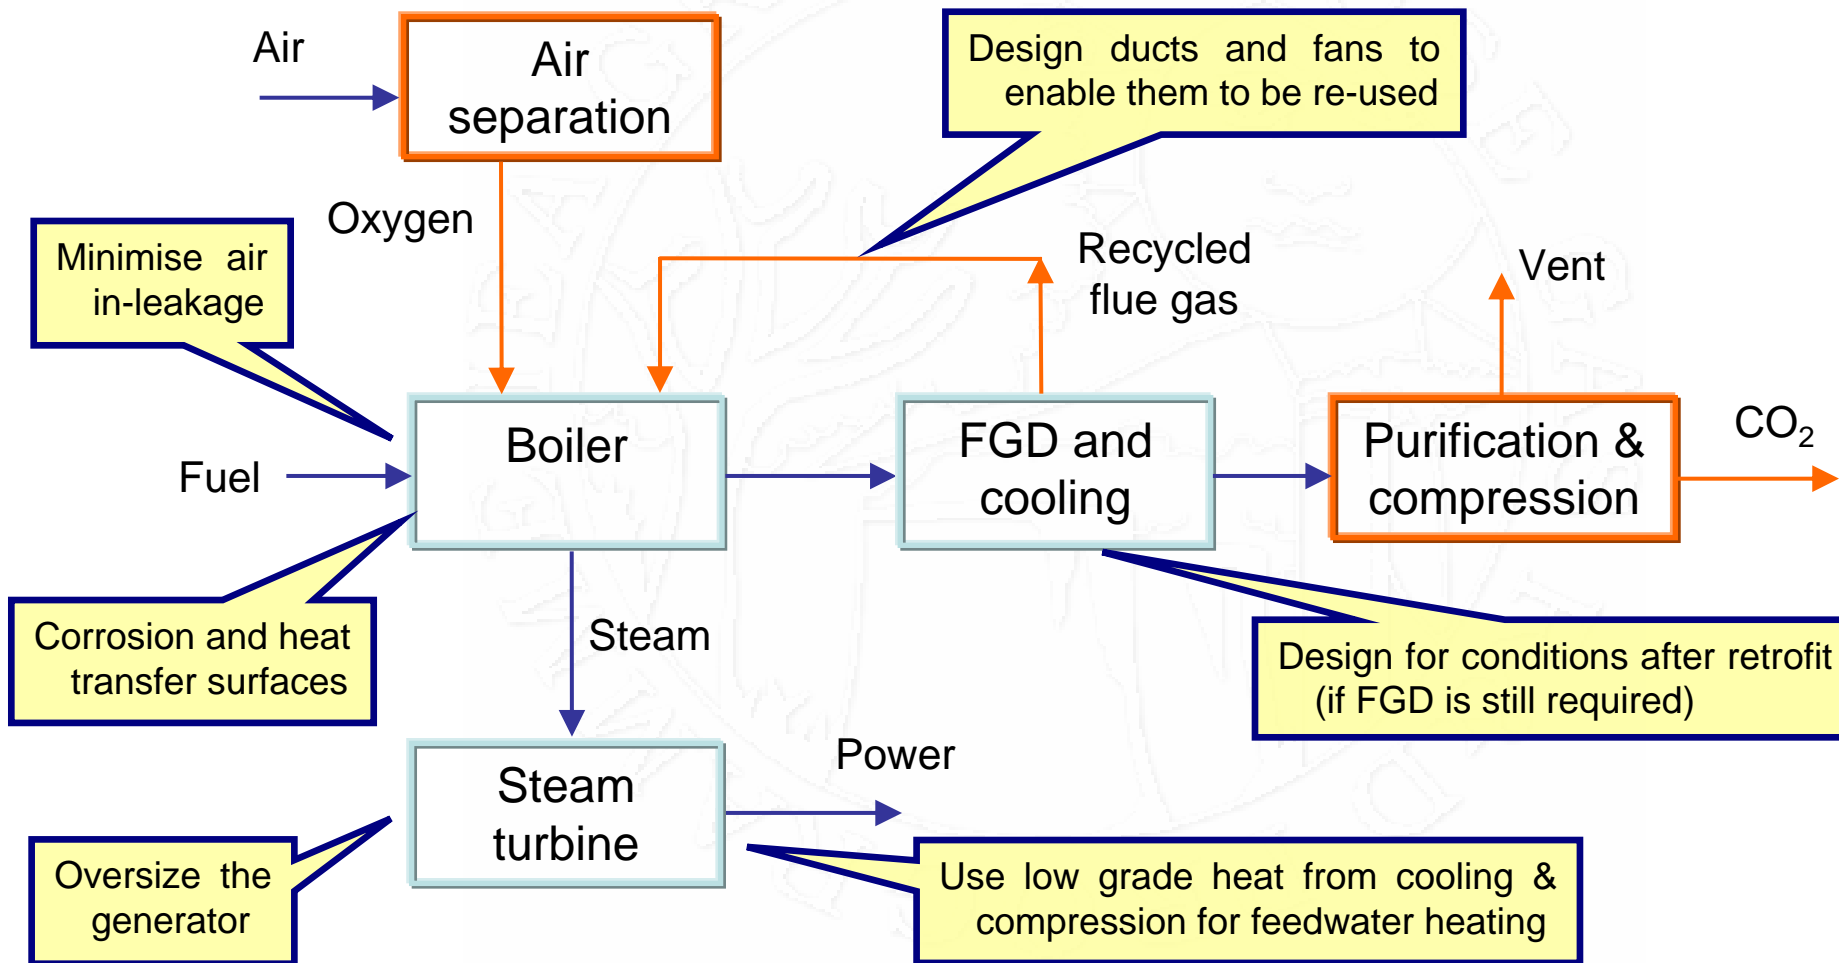 Air
Air
separation
Design ducts and fans to
enable them to be re-used
Oxygen
Minimise air
in-leakage
Recycled
flue gas
Vent
Fuel
Boiler
FGD and
cooling
Purification &
compression
CO₂
Corrosion and heat
transfer surfaces
Steam
Design for conditions after retrofit
(if FGD is still required)
Steam
turbine
Power
Oversize the
generator
Use low grade heat from cooling &
compression for feedwater heating